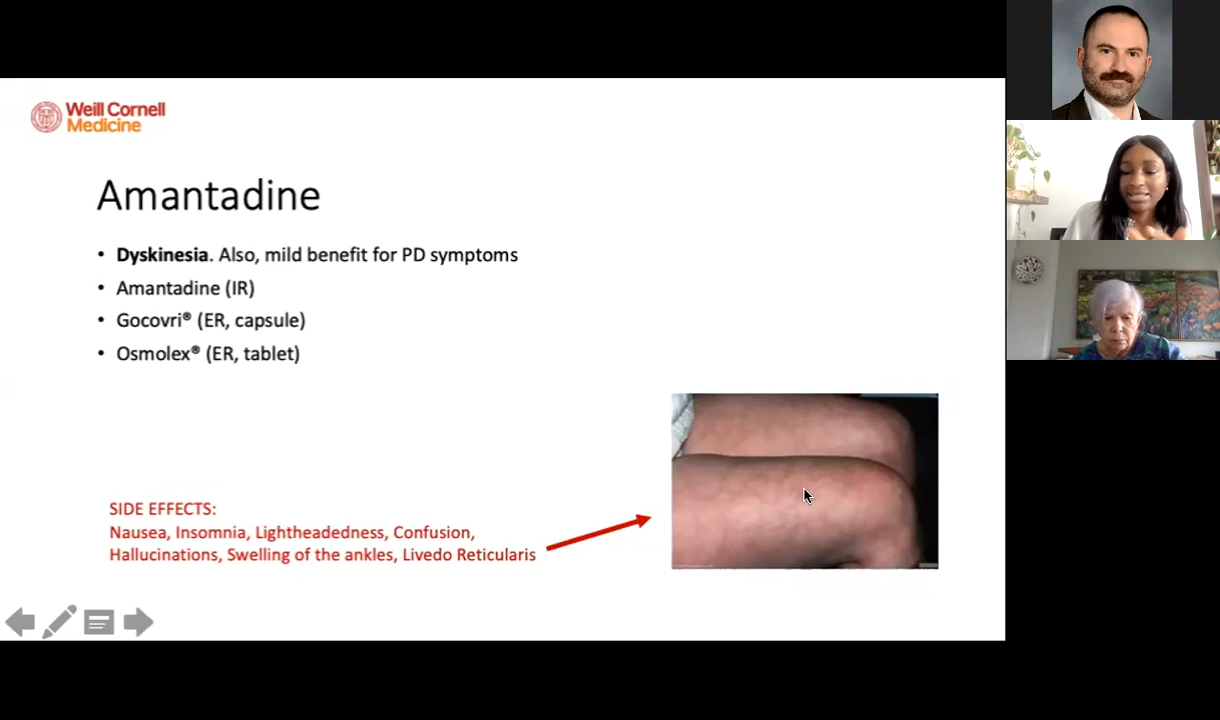 Weill Cornell
Medicine
Amantadine
• Dyskinesia. Also, mild benefit for PD symptoms
• Amantadine (IR)
• Gocovri® (ER, capsule)
• Osmolex® (ER, tablet)
SIDE EFFECTS:
Nausea, Insomnia, Lightheadedness, Confusion,
Hallucinations, Swelling of the ankles, Livedo Reticularis